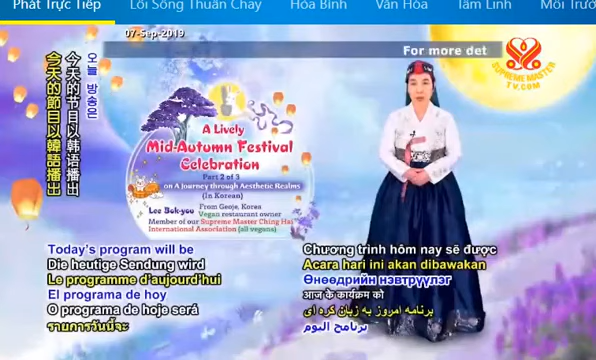 Phát Trực Tiếp
Lối Sống Thuần Chay
Hòa Bình
Văn Hóa
Tâm Linh
Môi Trườ
07-Sep-2019
For more det
SUPREME MASTER
TV.COM
오늘 방송은
今天的节目以韩语播出
今天的節目以韓語播出
A Lively
Mid-Autumn Festival
Celebration
Part 2 of 3
on A Journey through Aesthetic Realms
(In Korean)
Lee Bok-you From Geoje, Korea
Vegan restaurant owner
Member of our Supreme Master Ching Hai
International Association (all vegans)
Today's program will be
Die heutige Sendung wird
Le programme d'aujourd'hui
El programa de hoy
O programa de hoje será
รายการวันนี้จะ
Chương trình hôm nay sẽ được
Acara hari ini akan dibawakan
Өнөөдрийн нэвтрүүлэг
आज के कार्यक्रम को
برنامه امروز به زبان کره ای
برنامج اليوم